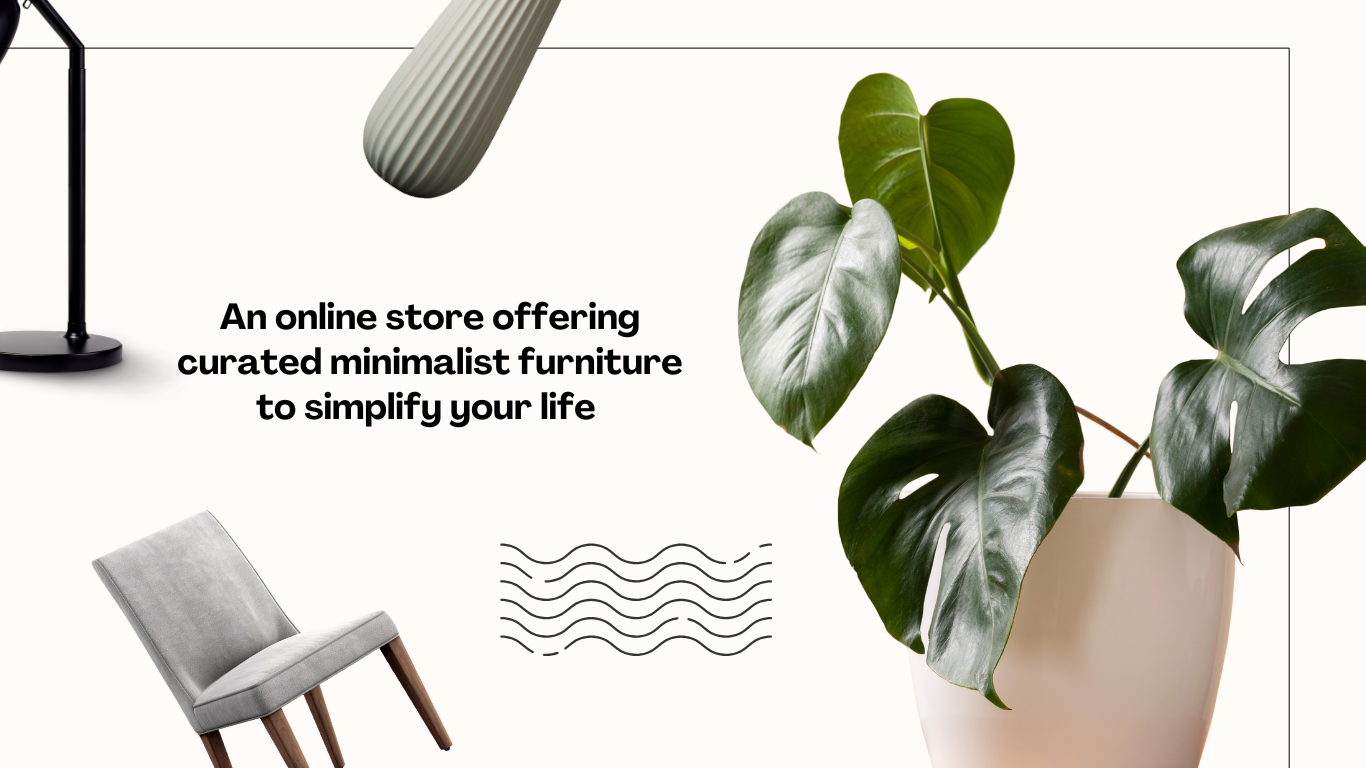 An online store offering
curated minimalist furniture
to simplify your life